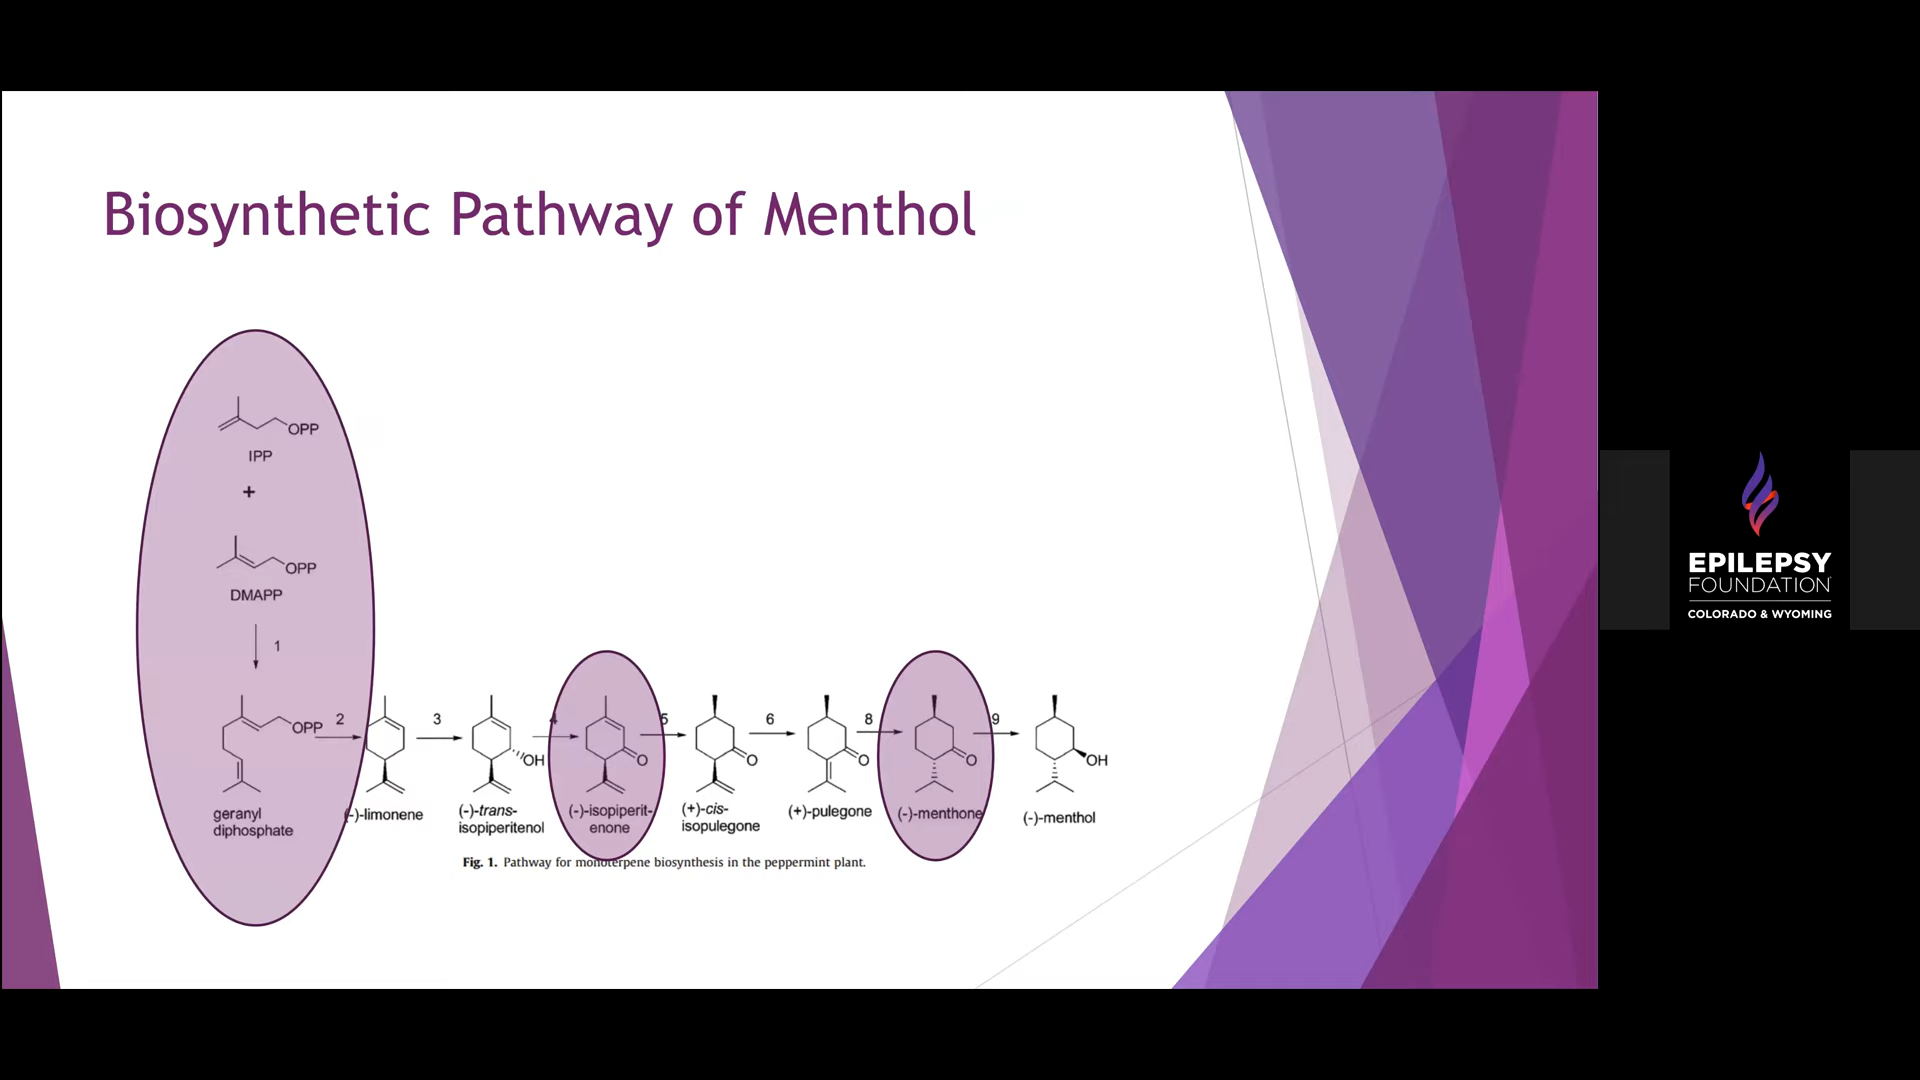 Biosynthetic Pathway of Menthol
OPP
IPP
+
OPP
DMAPP
1
OPP
2
3
4
5
6
8
9
OH
O
O
O
O
OH
geranyl
diphosphate
(-)-limonene
(-)-trans-
isopiperitenol
(-)-isopiperit-
enone
(+)-cis-
isopulegone
(+)-pulegone
(-)-menthone
(-)-menthol
Fig. 1. Pathway for monoterpene biosynthesis in the peppermint plant.
EPILEPSY
FOUNDATION
COLORADO & WYOMING